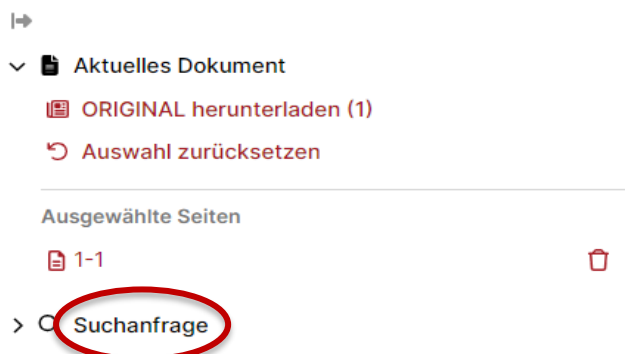 Aktuelles Dokument
ORIGINAL herunterladen (1)
Auswahl zurücksetzen
Ausgewählte Seiten
1-1
Suchanfrage